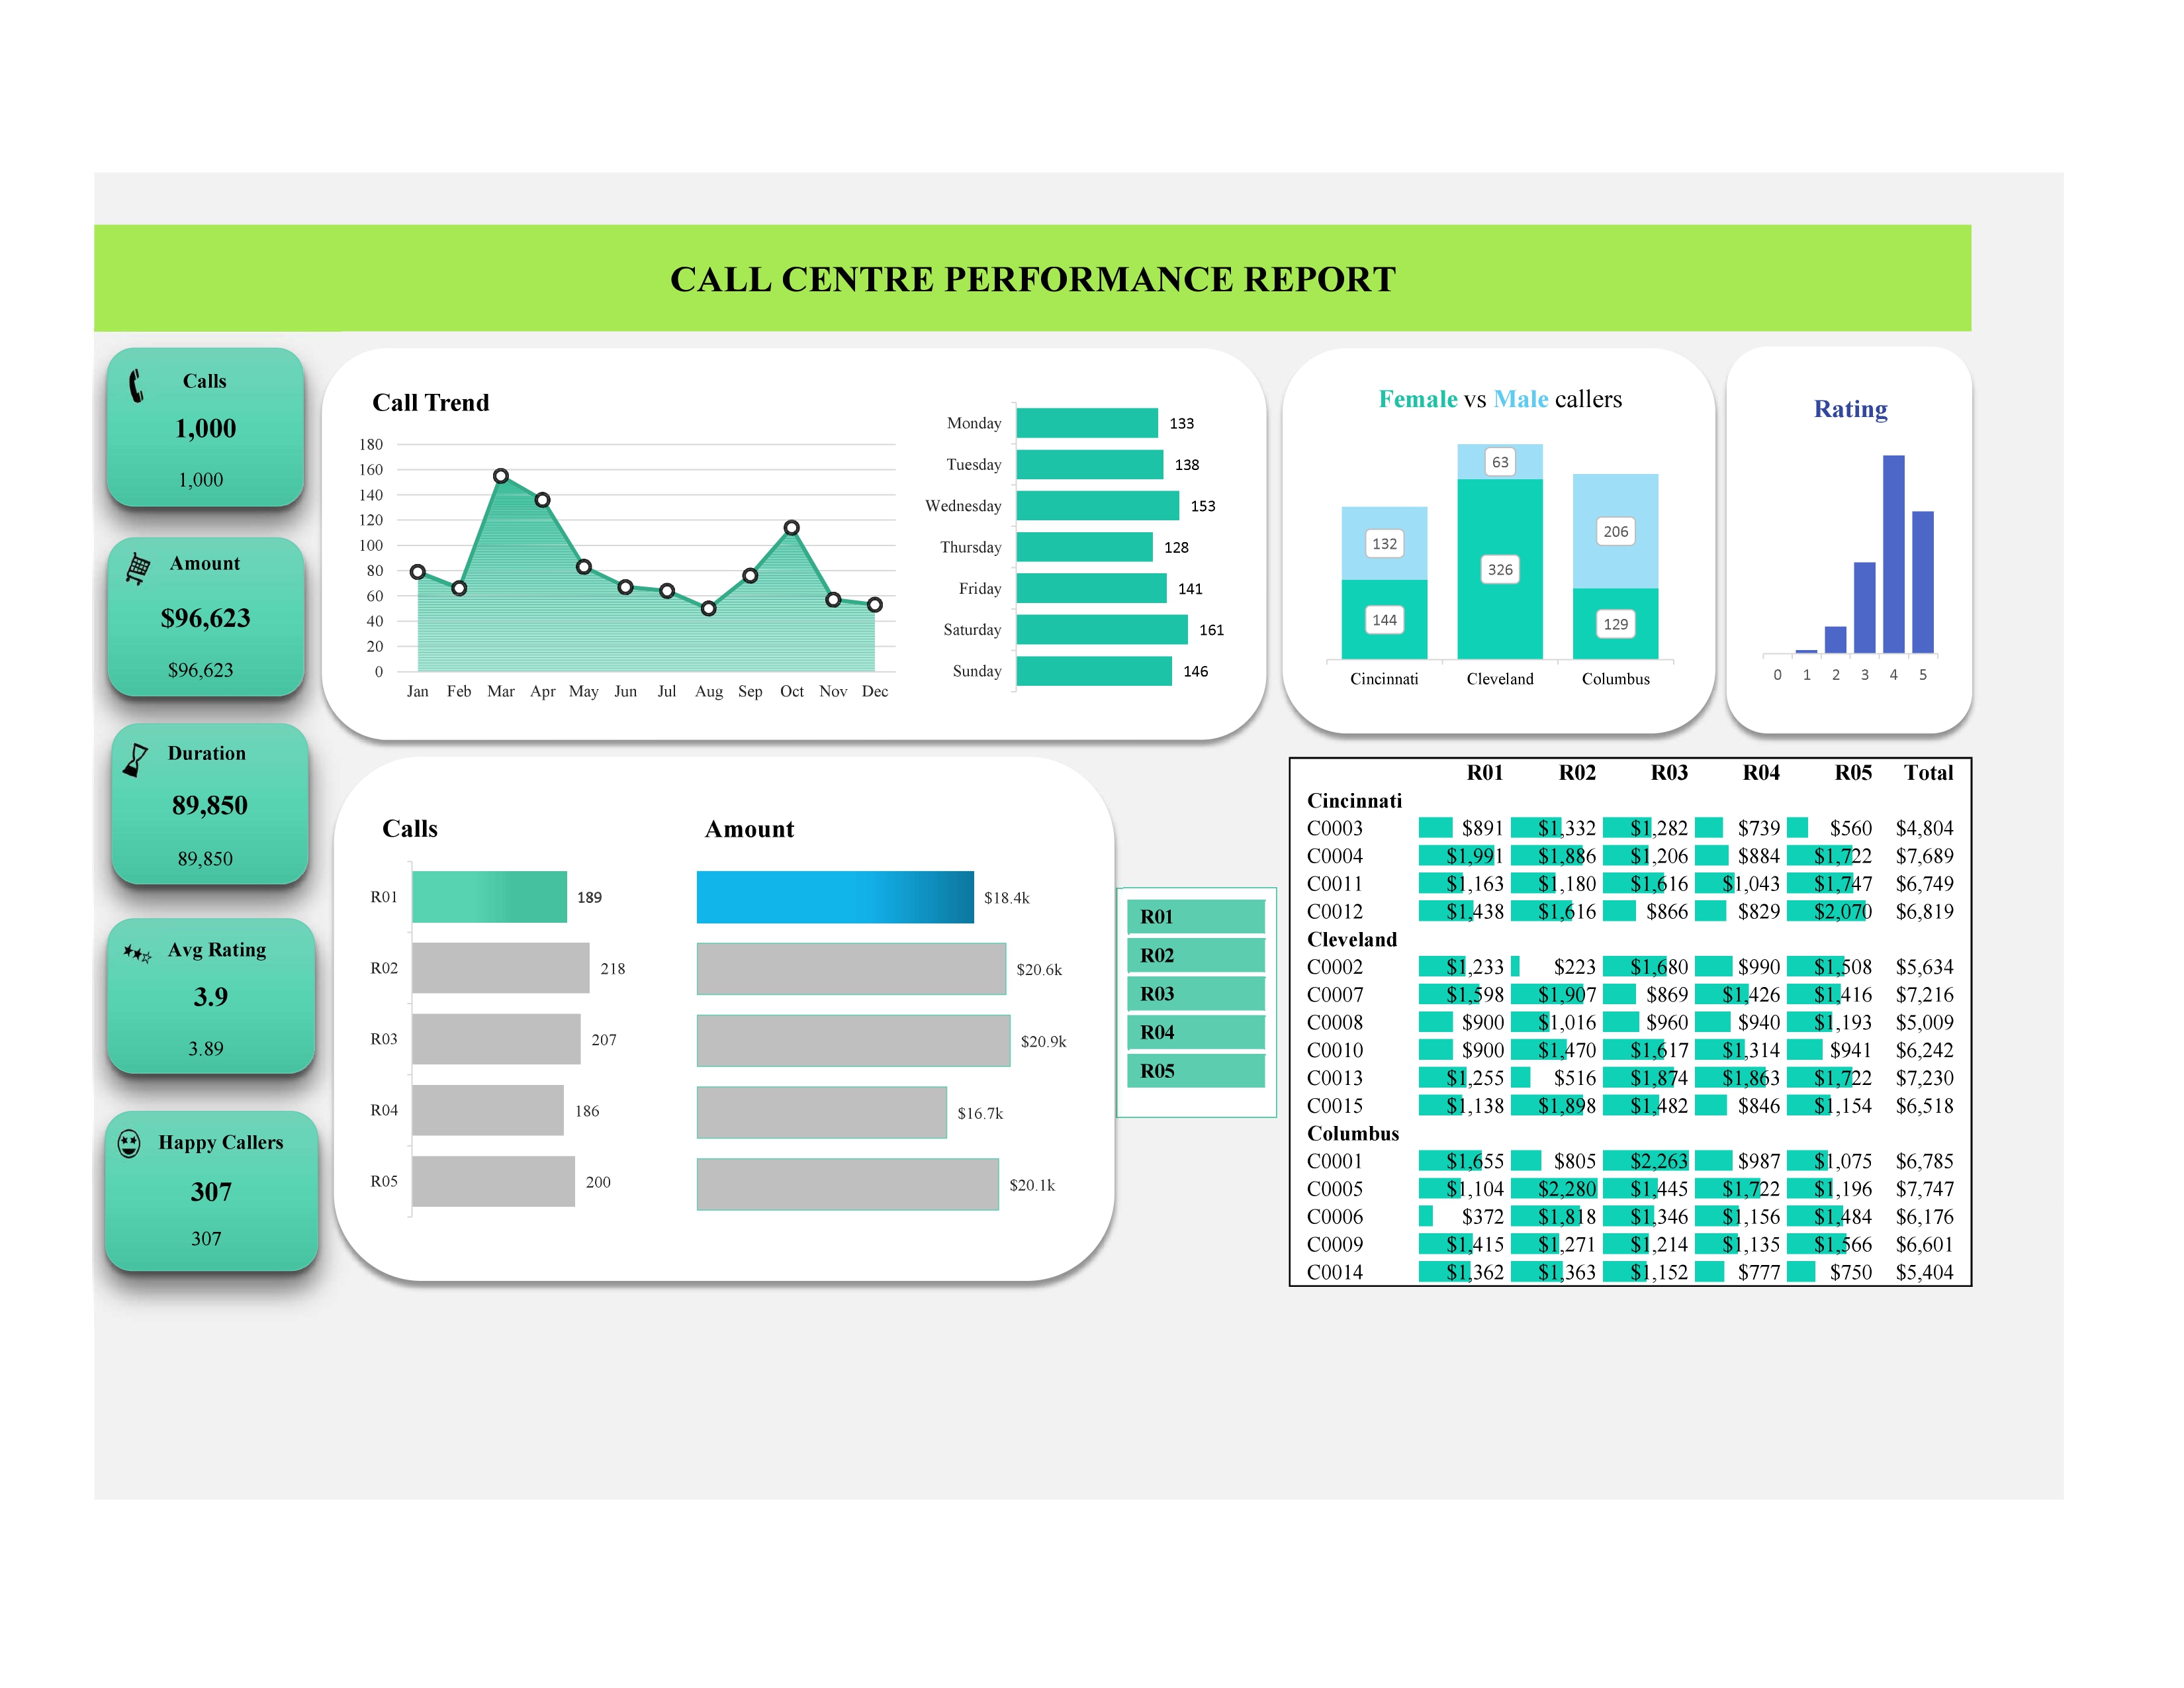 CALL CENTRE PERFORMANCE REPORT
Calls
1,000
1,000
Amount
$96,623
$96,623
Duration
89,850
89,850
Avg Rating
3.9
3.89
Happy Callers
307
307
Call Trend
180
160
140
120
100
80
60
40
20
0
Jan Feb Mar Apr May Jun Jul Aug Sep Oct Nov Dec
Monday 133
Tuesday 138
Wednesday 153
Thursday 128
Friday 141
Saturday 161
Sunday 146
Female vs Male callers
63
132 206
326
144 129
Cincinnati Cleveland Columbus
Rating
0 1 2 3 4 5
Calls
R01 189
R02 218
R03 207
R04 186
R05 200
Amount
$18.4k
$20.6k
$20.9k
$16.7k
$20.1k
R01
R02
R03
R04
R05
R01 R02 R03 R04 R05 Total
Cincinnati
C0003 $891 $1,332 $1,282 $739 $560 $4,804
C0004 $1,991 $1,886 $1,206 $884 $1,722 $7,689
C0011 $1,163 $1,180 $1,616 $1,043 $1,747 $6,749
C0012 $1,438 $1,616 $866 $829 $2,070 $6,819
Cleveland
C0002 $1,233 $223 $1,680 $990 $1,508 $5,634
C0007 $1,598 $1,907 $869 $1,426 $1,416 $7,216
C0008 $900 $1,016 $960 $940 $1,193 $5,009
C0010 $900 $1,470 $1,617 $1,314 $941 $6,242
C0013 $1,255 $516 $1,874 $1,863 $1,722 $7,230
C0015 $1,138 $1,898 $1,482 $846 $1,154 $6,518
Columbus
C0001 $1,655 $805 $2,263 $987 $1,075 $6,785
C0005 $1,104 $2,280 $1,445 $1,722 $1,196 $7,747
C0006 $372 $1,818 $1,346 $1,156 $1,484 $6,176
C0009 $1,415 $1,271 $1,214 $1,135 $1,566 $6,601
C0014 $1,362 $1,363 $1,152 $777 $750 $5,404